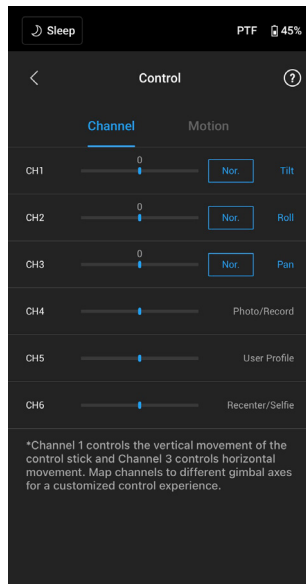 Sleep PTF 45%
Control ?
Channel Motion
0
CH1 Nor. Tilt
0
CH2 Nor. Roll
0
CH3 Nor. Pan
CH4 Photo/Record
CH5 User Profile
CH6 Recenter/Selfie
*Channel 1 controls the vertical movement of the
control stick and Channel 3 controls horizontal
movement. Map channels to different gimbal axes
for a customized control experience.